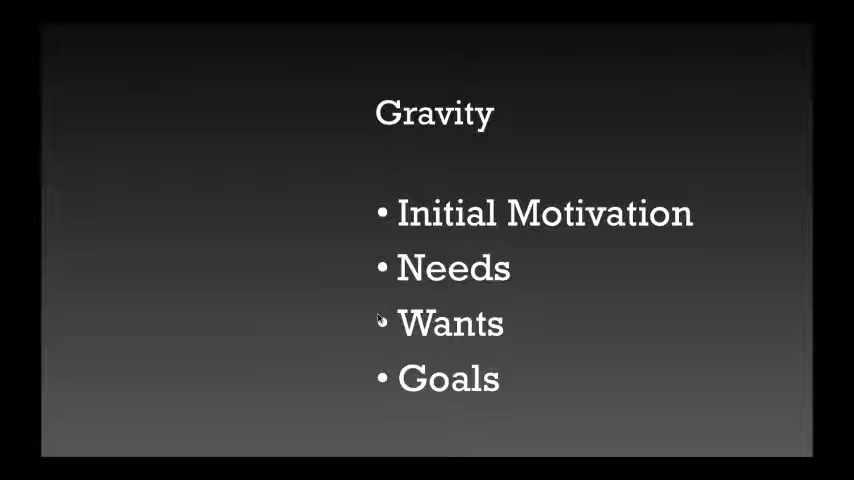 Gravity
• Initial Motivation
• Needs
• Wants
• Goals